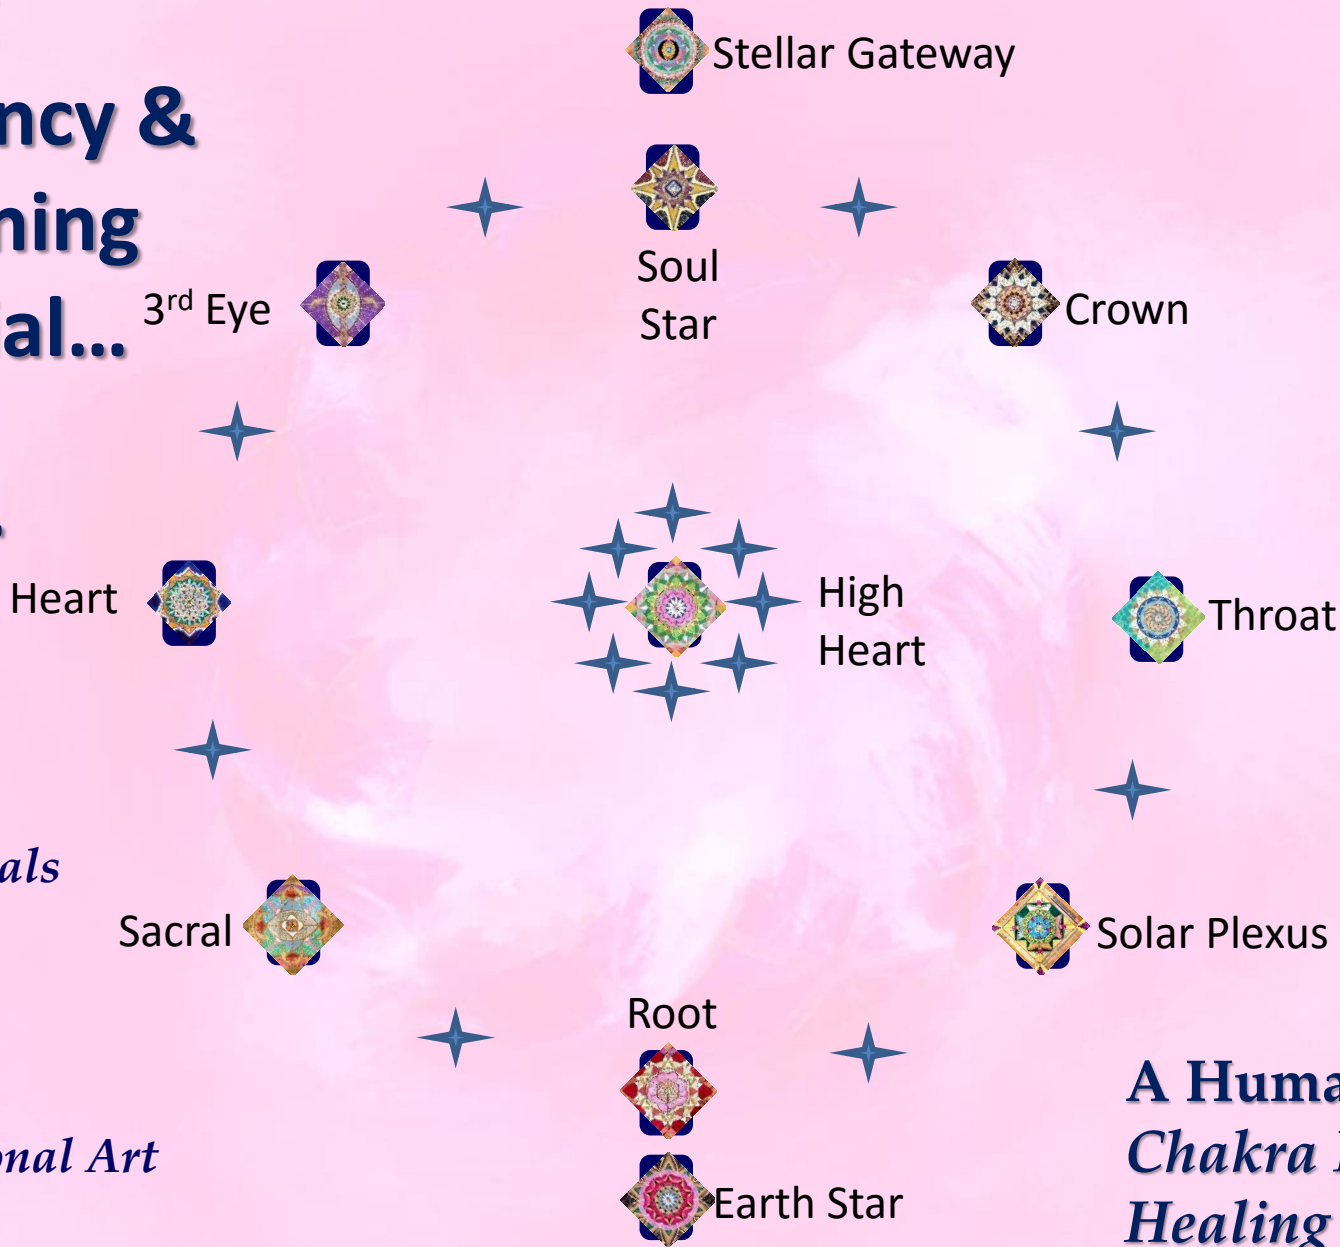 Stellar Gateway
ncy &
ning
ial...
Soul
Star
3rd Eye
Crown
Heart
High
Heart
Throat
als
Sacral
Solar Plexus
Root
A Huma
Chakra
Healing
onal Art
Earth Star